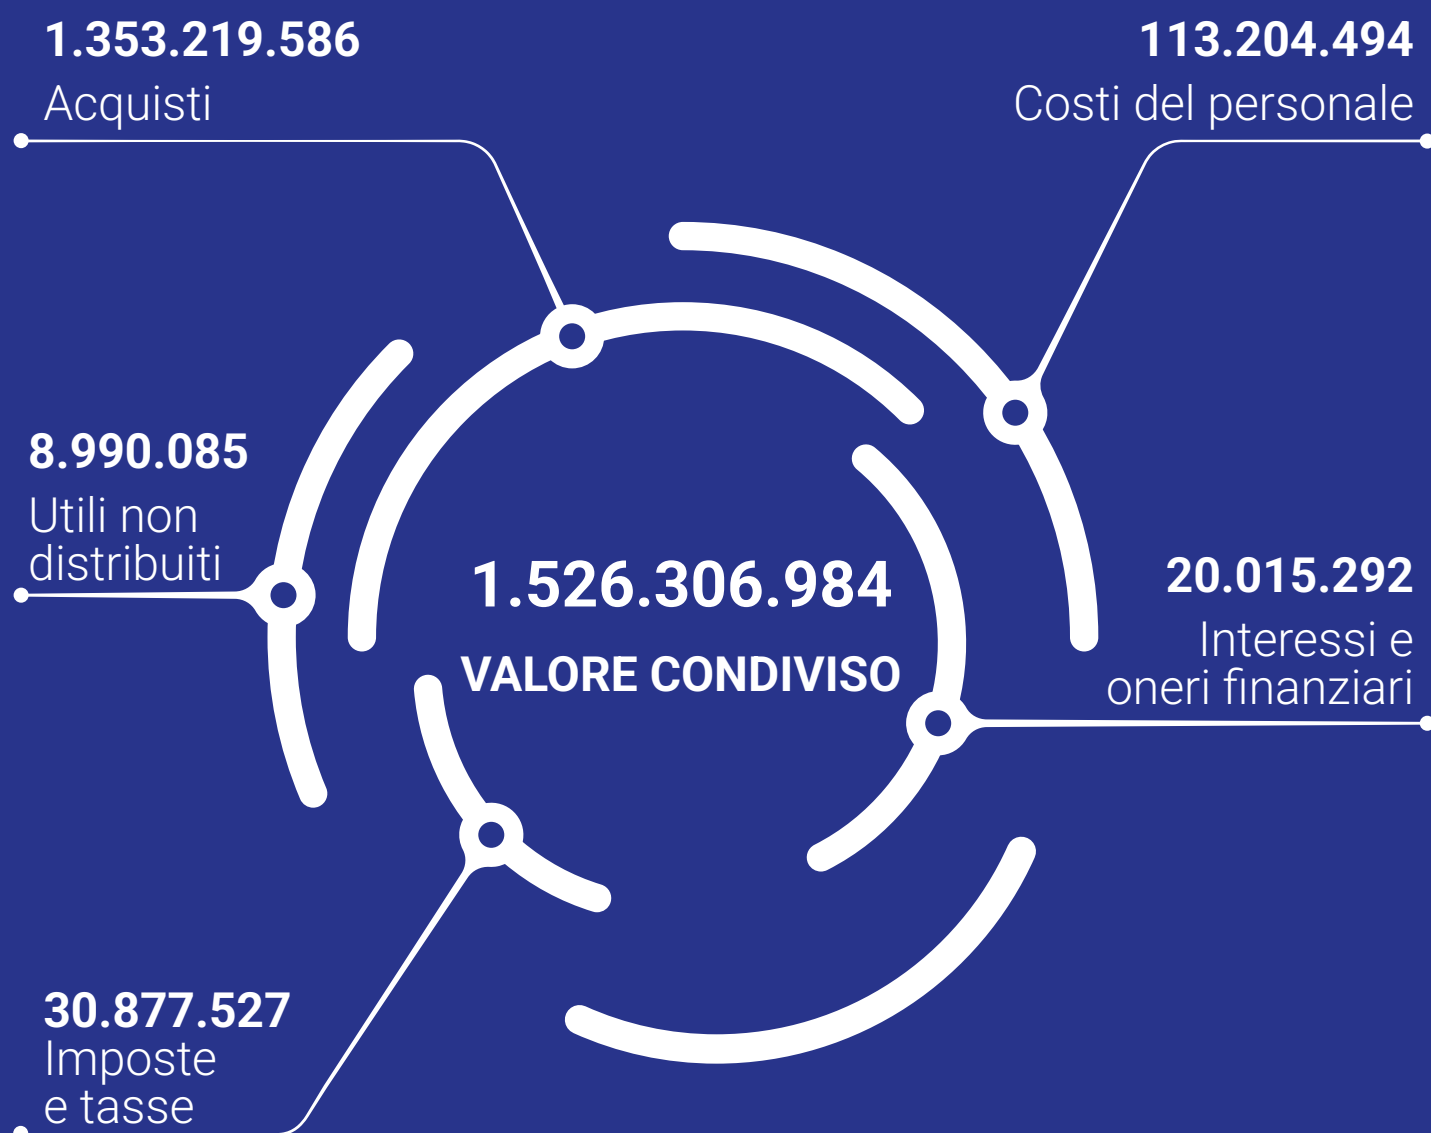 1.353.219.586
Acquisti
113.204.494
Costi del personale
8.990.085
Utili non
distribuiti
1.526.306.984
VALORE CONDIVISO
20.015.292
Interessi e
oneri finanziari
30.877.527
Imposte
e tasse